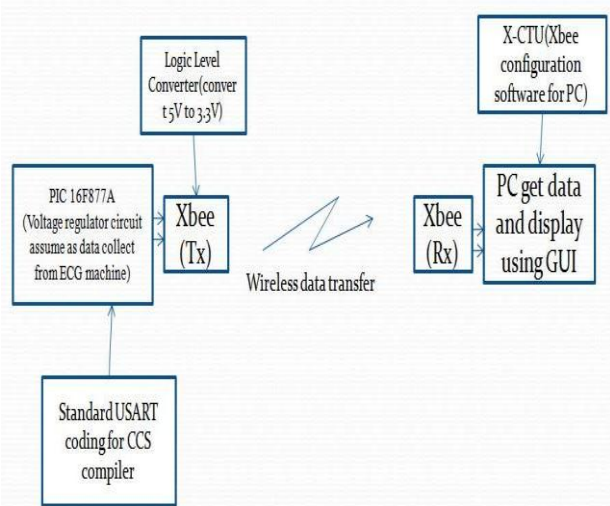 Logic Level
Converter(conver
t 5V to 3.3V)
X-CTU(Xbee
configuration
software for PC)
PIC 16F877A
(Voltage regulator circuit
assume as data collect
from ECG machine)
Xbee
(Tx)
Wireless data transfer
Xbee
(Rx)
PC get data
and display
using GUI
Standard USART
coding for CCS
compiler